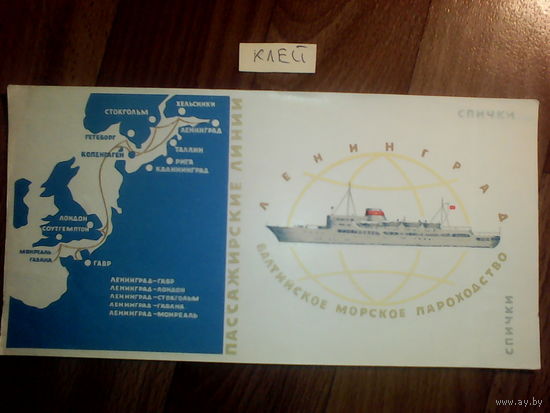 КЛЕЙ
ХЕЛЬСИНКИ
СТОКГОЛЬМ
ЛЕНИНГРАД
ГЕТЕБОРГ
ТАЛЛИН
КОПЕНГАГЕН
РИГА
КАЛИНИНГРАД
ЛОНДОН
СОУТГЕМПТОН
МОНРЕАЛЬ
ГАВАНА
ГАВР
ЛЕНИНГРАД-ГАВР
ЛЕНИНГРАД-ЛОНДОН
ЛЕНИНГРАД-СТОКГОЛЬМ
ЛЕНИНГРАД-ГАВАНА
ЛЕНИНГРАД-МОНРЕАЛЬ
ПАССАЖИРСКИЕ ЛИНИИ
СПИЧКИ
ЛЕНИНГРАД
БАЛТИЙСКОЕ МОРСКОЕ ПАРОХОДСТВО
СПИЧКИ
www.ay.by